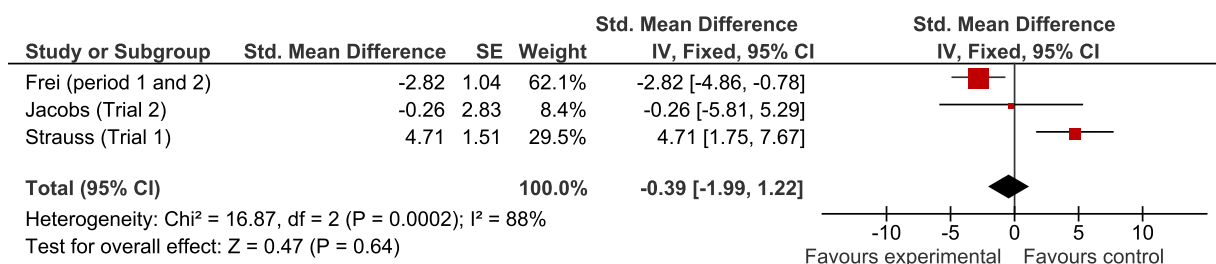 Std. Mean Difference Std. Mean Difference
Study or Subgroup Std. Mean Difference SE Weight IV, Fixed, 95% CI IV, Fixed, 95% CI
Frei (period 1 and 2) -2.82 1.04 62.1% -2.82 [-4.86, -0.78]
Jacobs (Trial 2) -0.26 2.83 8.4% -0.26 [-5.81, 5.29]
Strauss (Trial 1) 4.71 1.51 29.5% 4.71 [1.75, 7.67]
Total (95% CI) 100.0% -0.39 [-1.99, 1.22]
Heterogeneity: Chi² = 16.87, df = 2 (P = 0.0002); I² = 88%
Test for overall effect: Z = 0.47 (P = 0.64)
-10 -5 0 5 10
Favours experimental Favours control